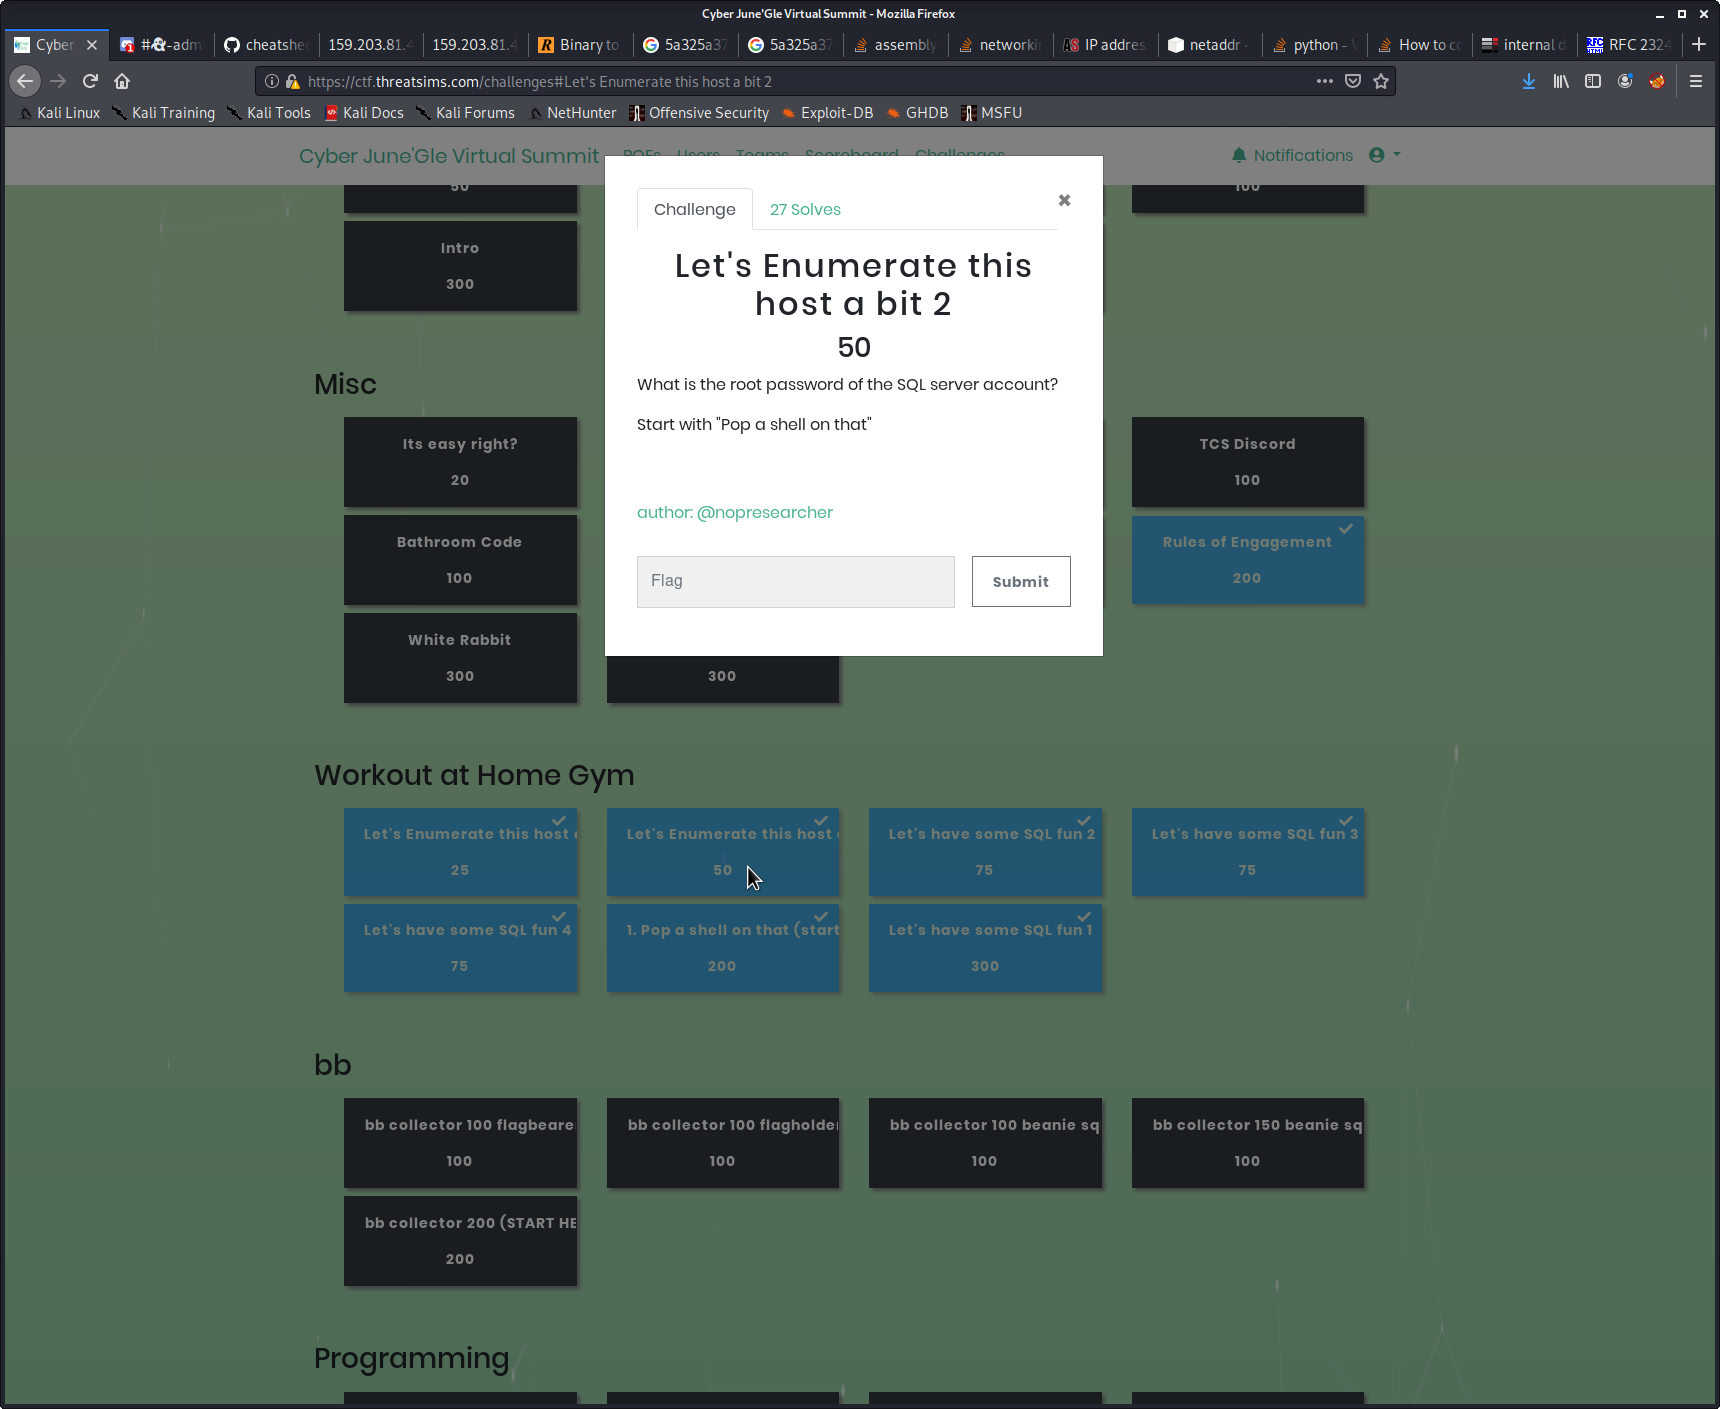 Cyber June'Gle Virtual Summit - Mozilla Firefox
Cyber
cheatshe
159.203.81.4
159.203.81.4
Binary to
5a325a37
5a325a37
assembly
networki
IP addres
netaddr
python -
How to c
internal d
RFC 2324
https://ctf.threatsims.com/challenges#Let's Enumerate this host a bit 2
Kali Linux
Kali Training
Kali Tools
Kali Docs
Kali Forums
NetHunter
Offensive Security
Exploit-DB
GHDB
MSFU
Cyber June'Gle Virtual Summit
Users
Teams
Scoreboard
Challenges
Notifications
50
100
Intro
300
Challenge
27 Solves
Let's Enumerate this
host a bit 2
50
What is the root password of the SQL server account?
Start with "Pop a shell on that"
author: @nopresearcher
Flag
Submit
Misc
Its easy right?
20
TCS Discord
100
Bathroom Code
100
Rules of Engagement
200
White Rabbit
300
300
Workout at Home Gym
Let's Enumerate this host
25
Let's Enumerate this host
50
Let's have some SQL fun 2
75
Let's have some SQL fun 3
75
Let's have some SQL fun 4
75
1. Pop a shell on that (start
200
Let's have some SQL fun 1
300
bb
bb collector 100 flagbeare
100
bb collector 100 flagholder
100
bb collector 100 beanie sq
100
bb collector 150 beanie sq
100
bb collector 200 (START HE
200
Programming